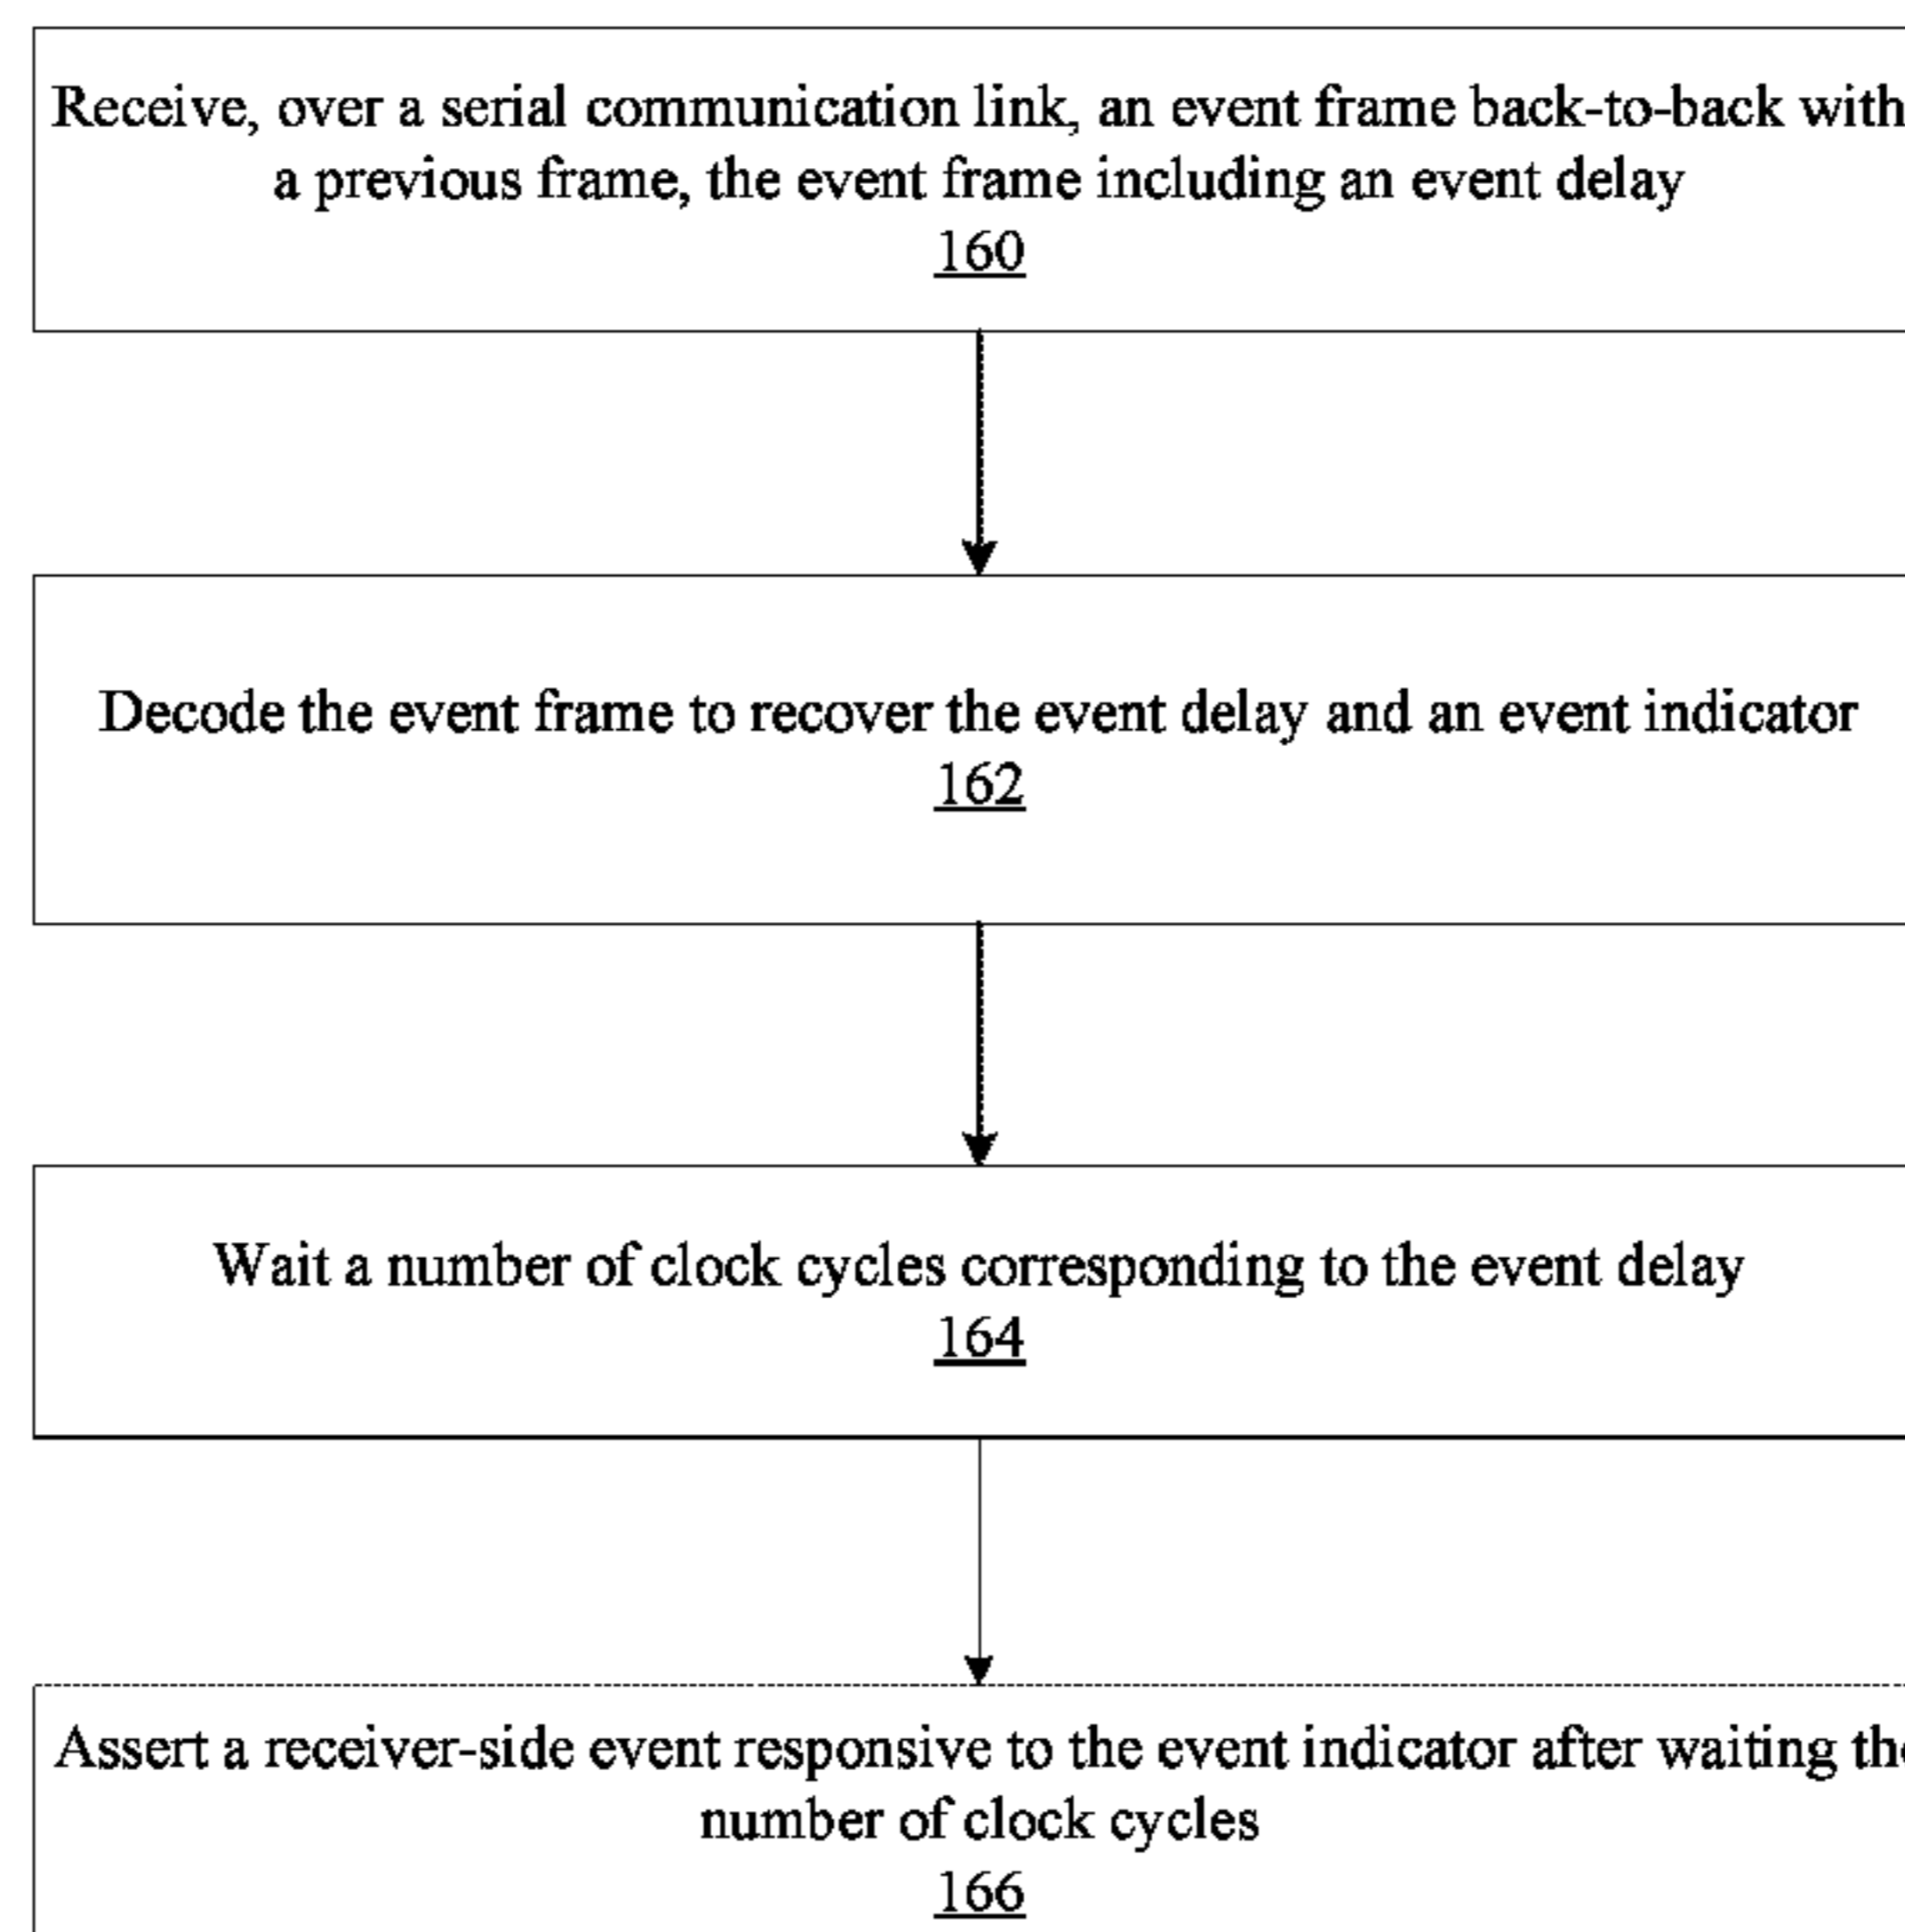 Receive, over a serial communication link, an event frame back-to-back with
a previous frame, the event frame including an event delay
160
Decode the event frame to recover the event delay and an event indicator
162
Wait a number of clock cycles corresponding to the event delay
164
Assert a receiver-side event responsive to the event indicator after waiting the
number of clock cycles
166